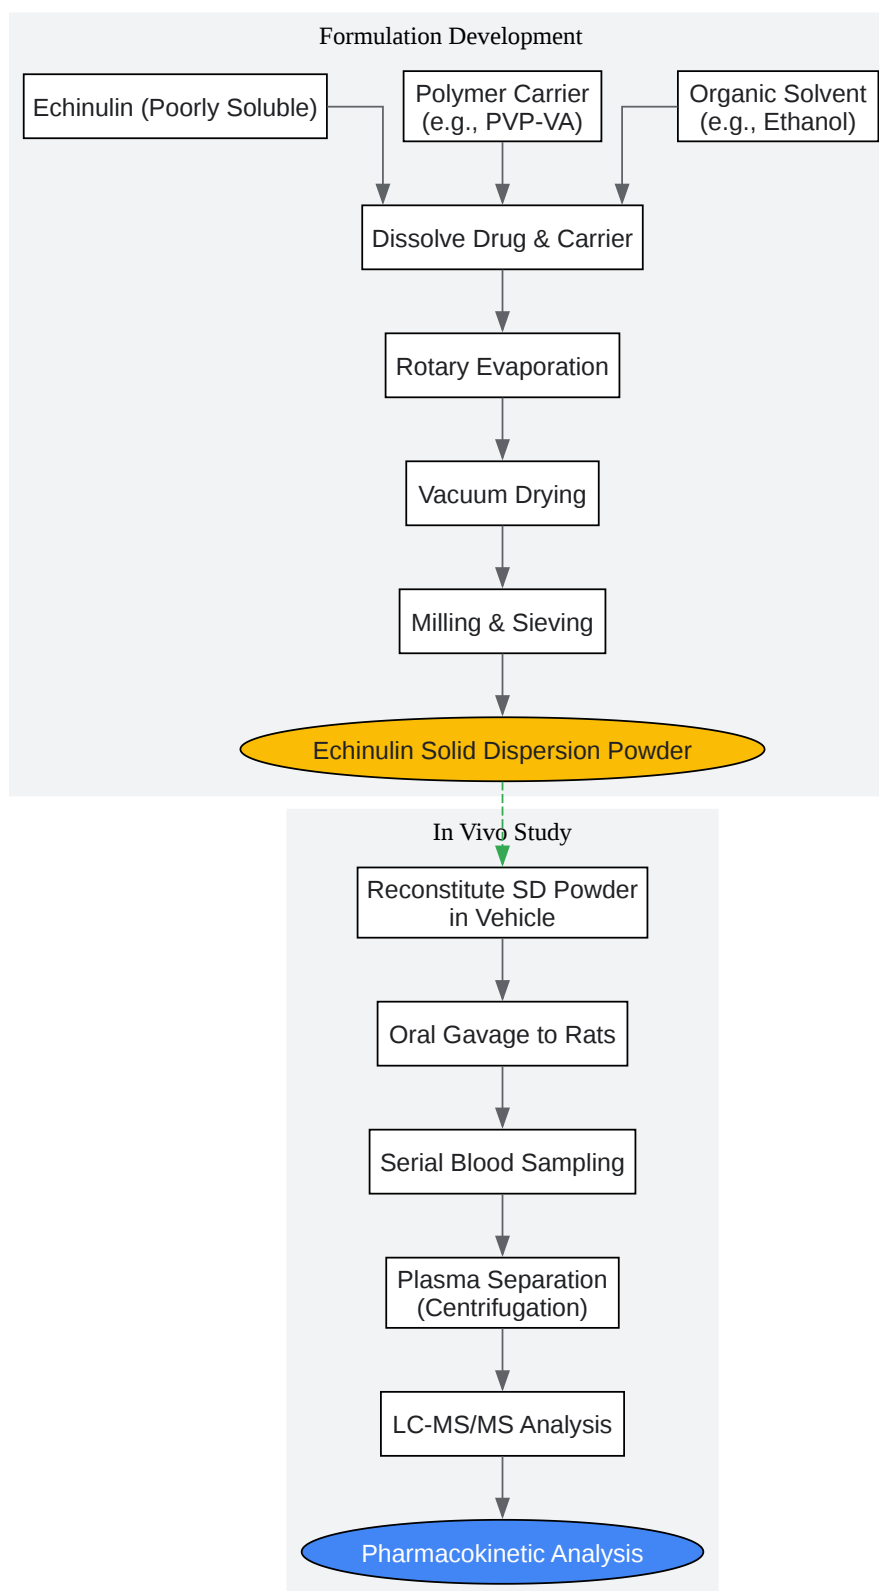 Formulation Development
Echinulin (Poorly Soluble)
Polymer Carrier
(e.g., PVP-VA)
Organic Solvent
(e.g., Ethanol)
Dissolve Drug & Carrier
Rotary Evaporation
Vacuum Drying
Milling & Sieving
Echinulin Solid Dispersion Powder
In Vivo Study
Reconstitute SD Powder
in Vehicle
Oral Gavage to Rats
Serial Blood Sampling
Plasma Separation
(Centrifugation)
LC-MS/MS Analysis
Pharmacokinetic Analysis